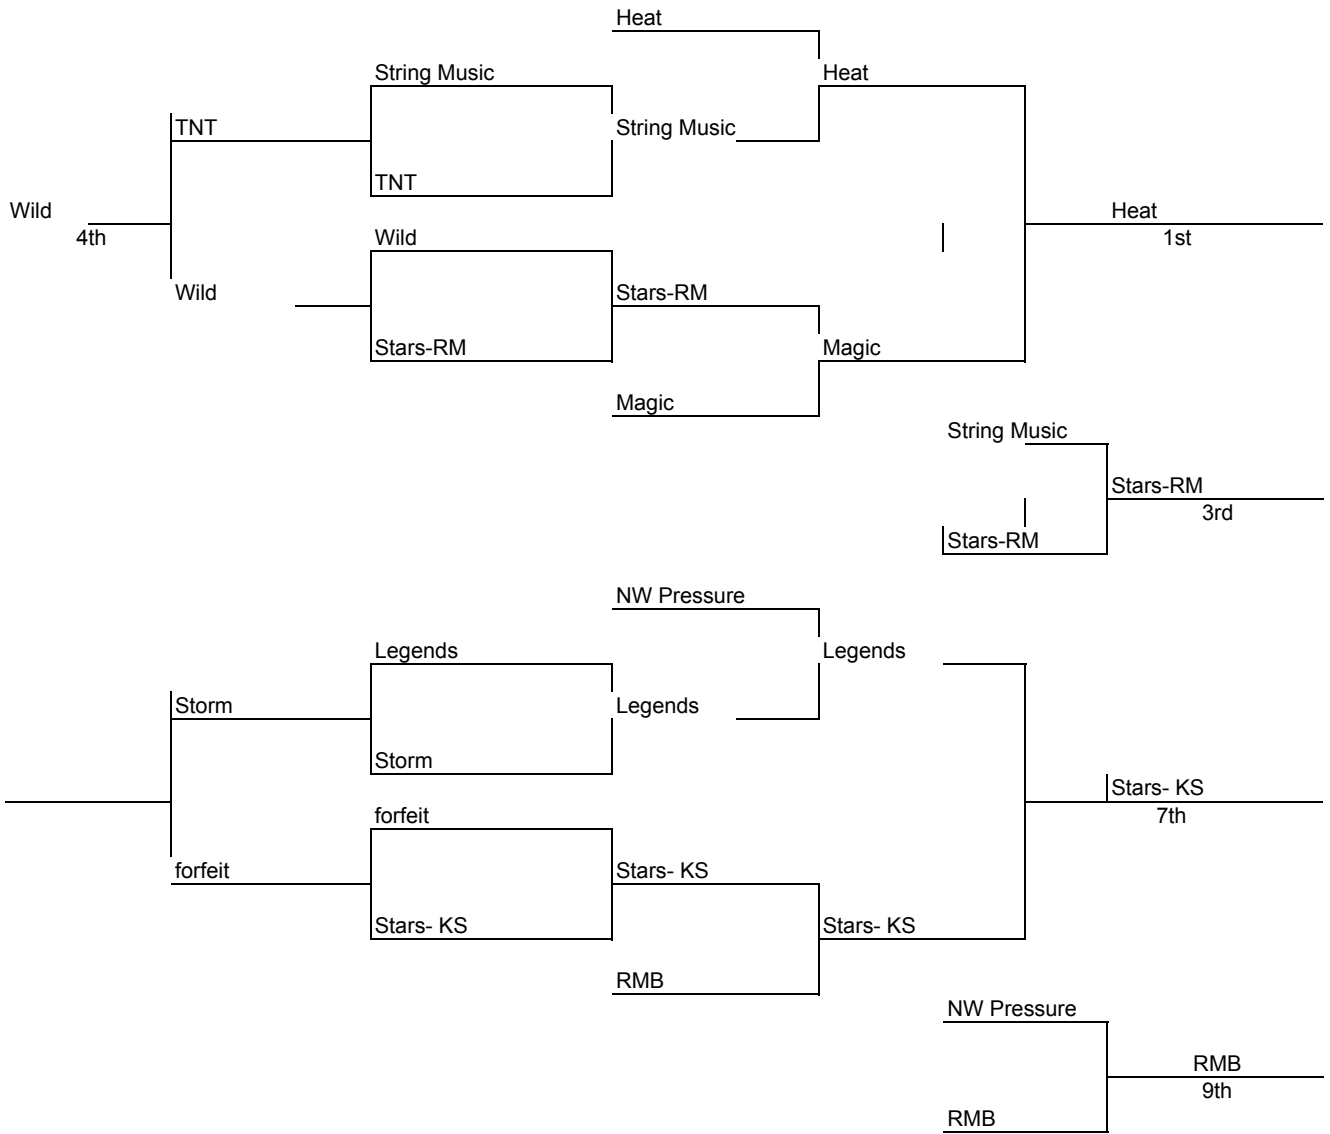 Heat
String Music
Heat
TNT
String Music
TNT
Wild
Heat
4th
Wild
1st
Wild
Stars-RM
Stars-RM
Magic
Magic
String Music
Stars-RM
3rd
Stars-RM
NW Pressure
Legends
Legends
Storm
Legends
Storm
Stars- KS
forfeit
7th
forfeit
Stars- KS
Stars- KS
Stars- KS
RMB
NW Pressure
RMB
9th
RMB